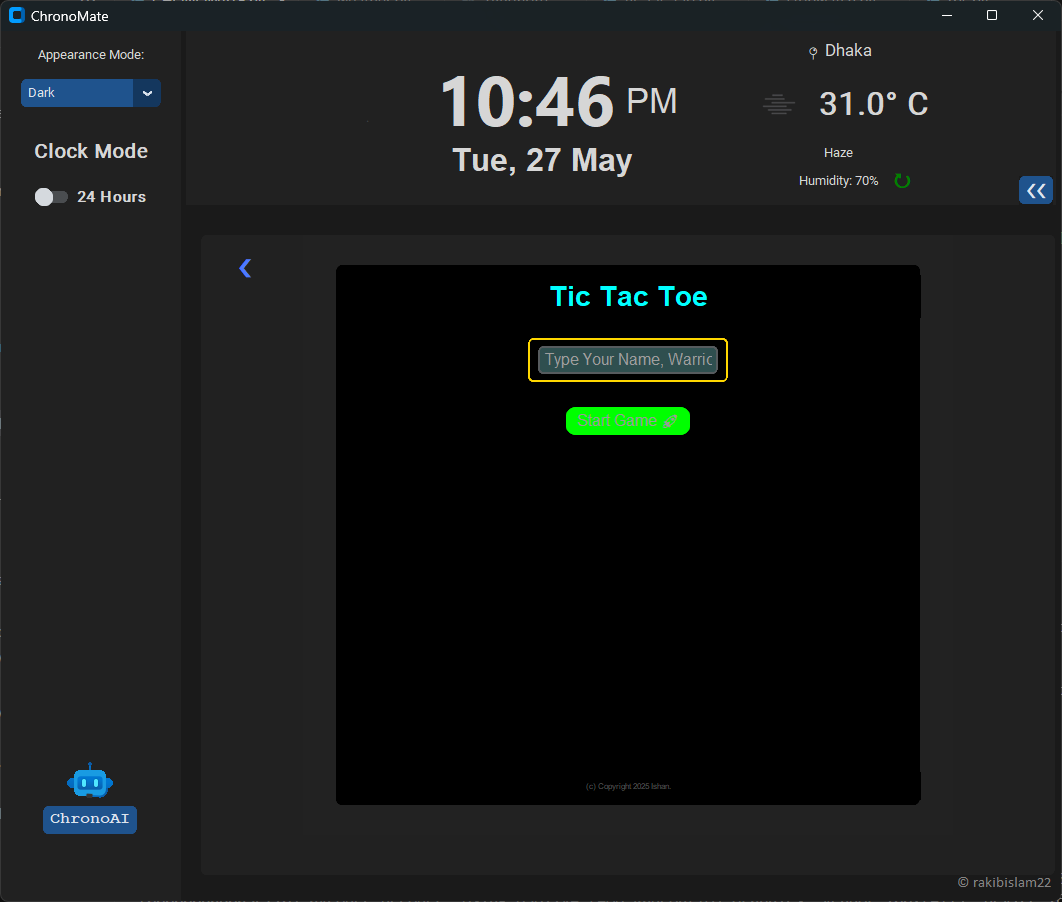 ChronoMate
Appearance Mode:
Dark
Clock Mode
24 Hours
10:46 PM
Tue, 27 May
Dhaka
31.0° C
Haze
Humidity: 70%
Tic Tac Toe
Type Your Name, Warric
Start Game
(c) Copyright 2025 Ishan.
ChronoAI
© rakibislam22